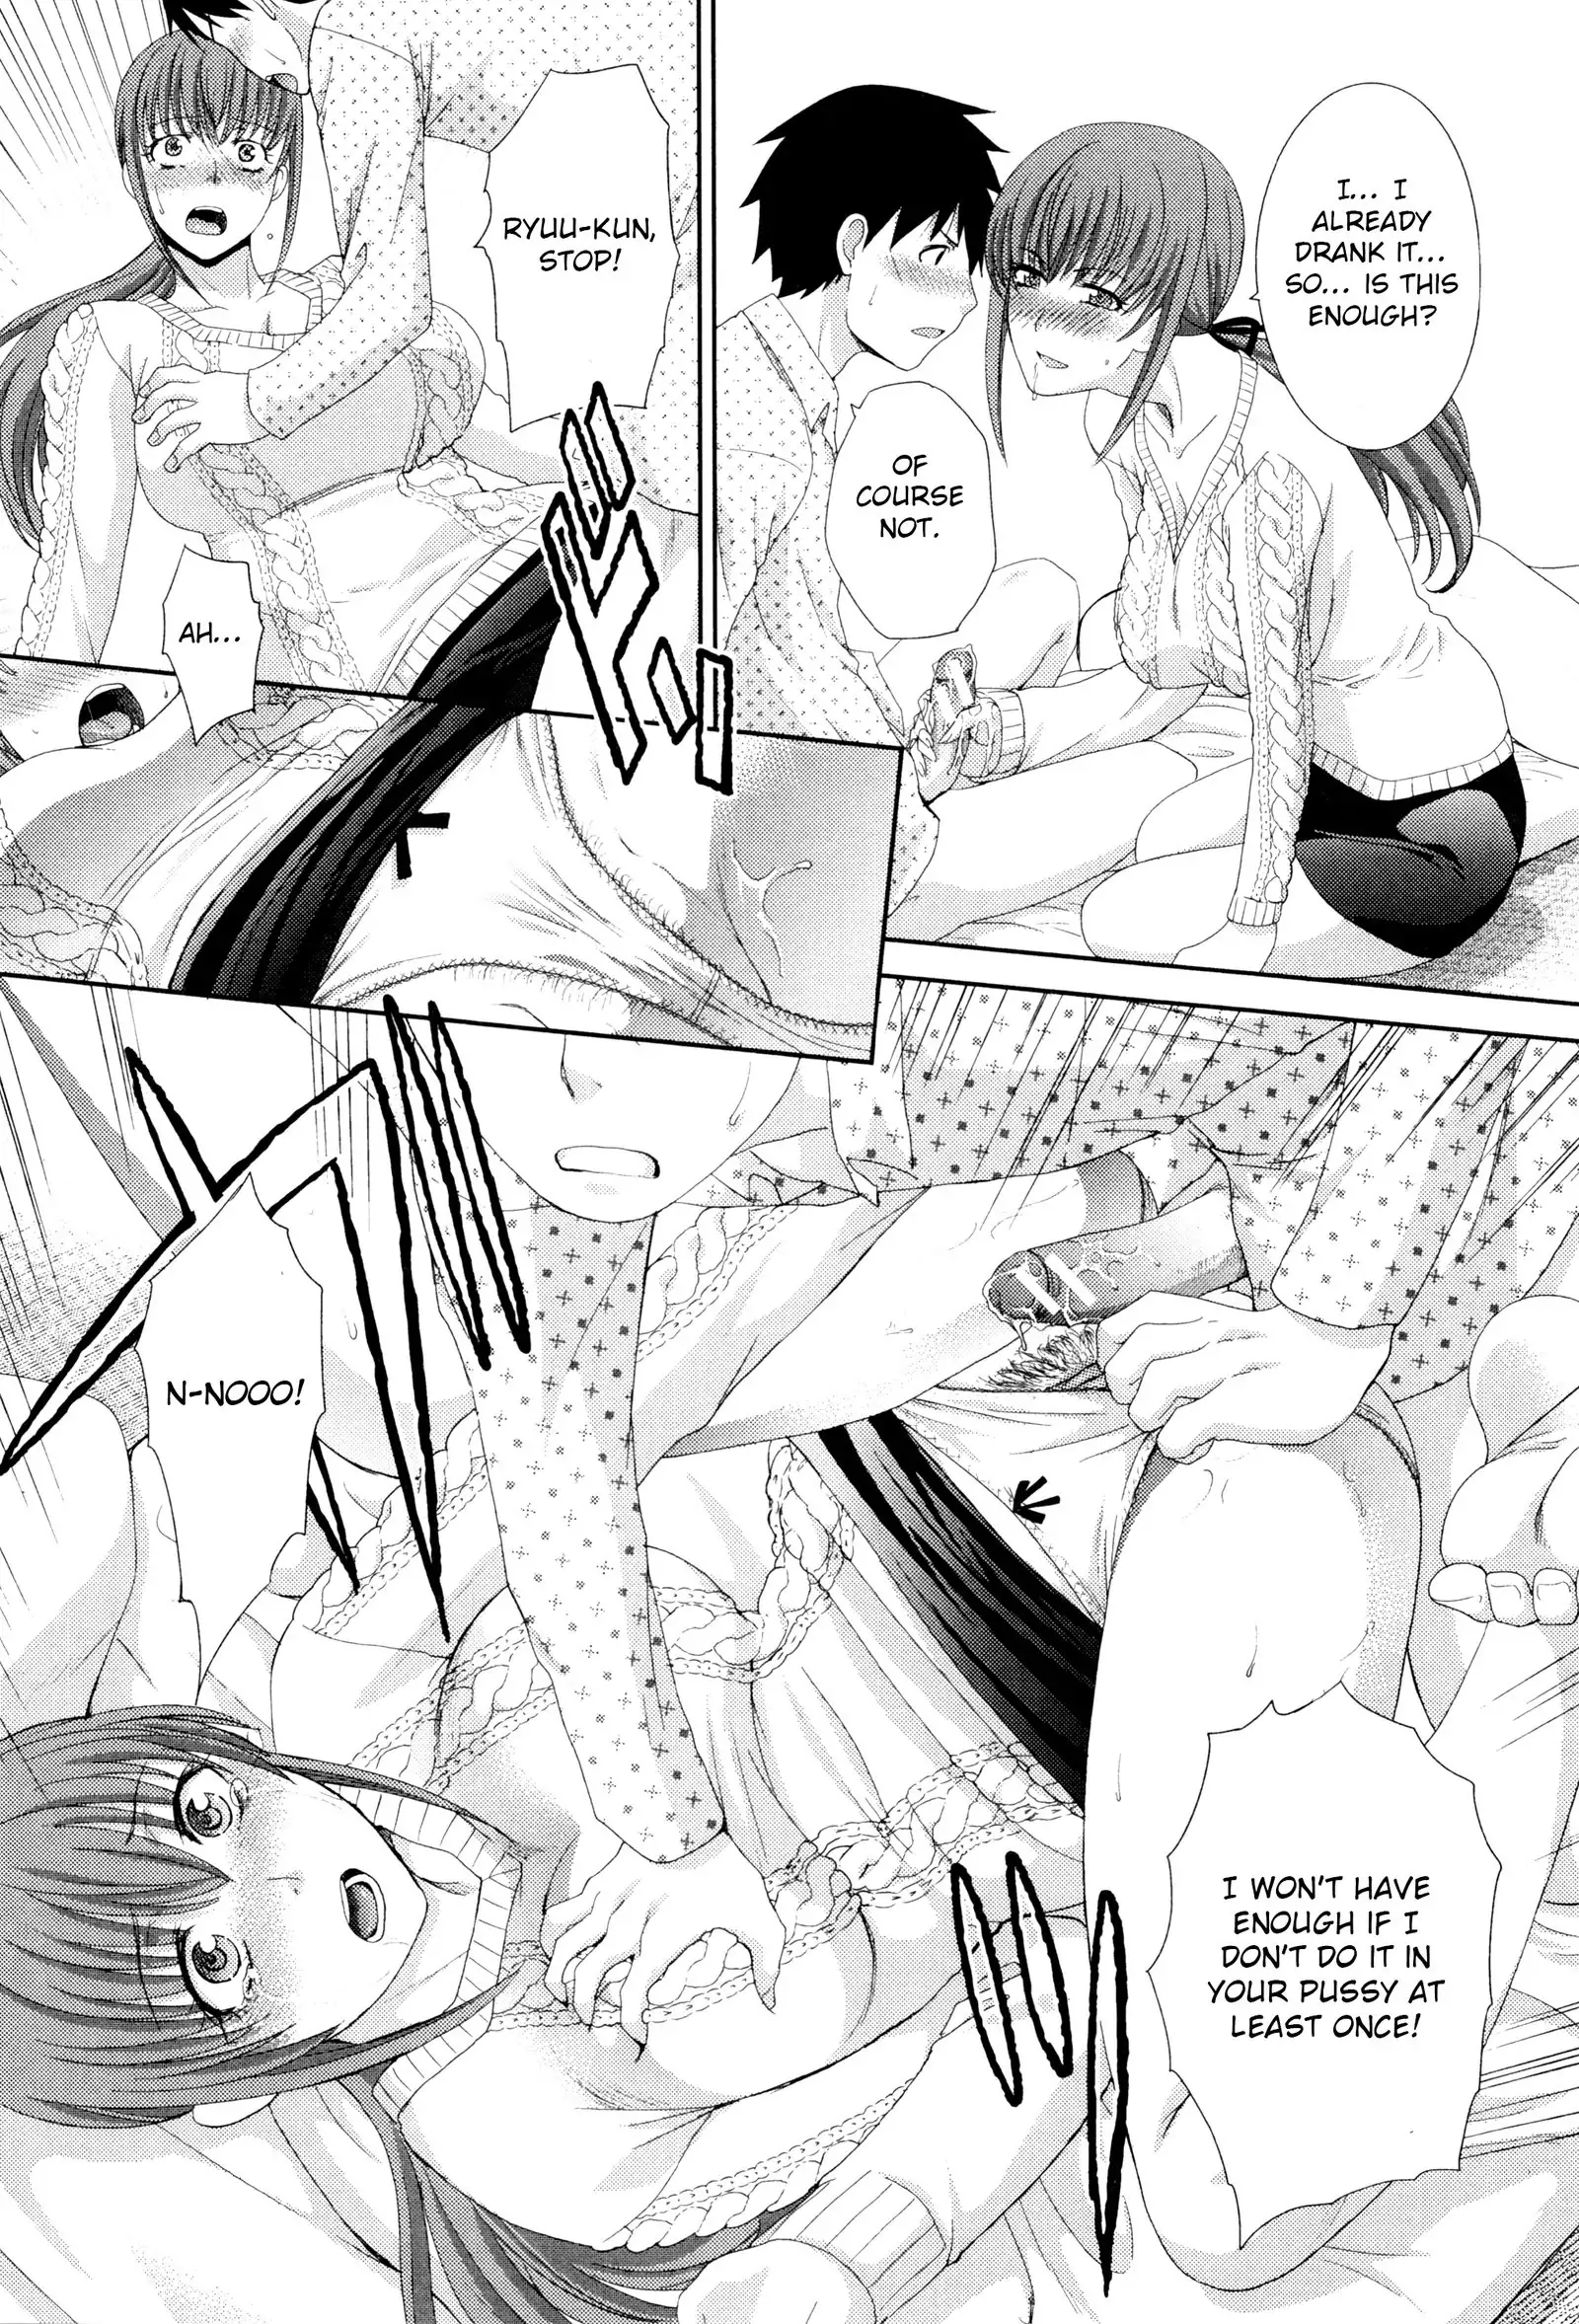 I... I
ALREADY
DRANK IT...
SO... IS THIS
ENOUGH?
OF
COURSE
NOT.
RYUU-KUN,
STOP!
AH...
N-NOOO!
I WON'T HAVE
ENOUGH IF I
DON'T DO IT IN
YOUR PUSSY AT
LEAST ONCE!